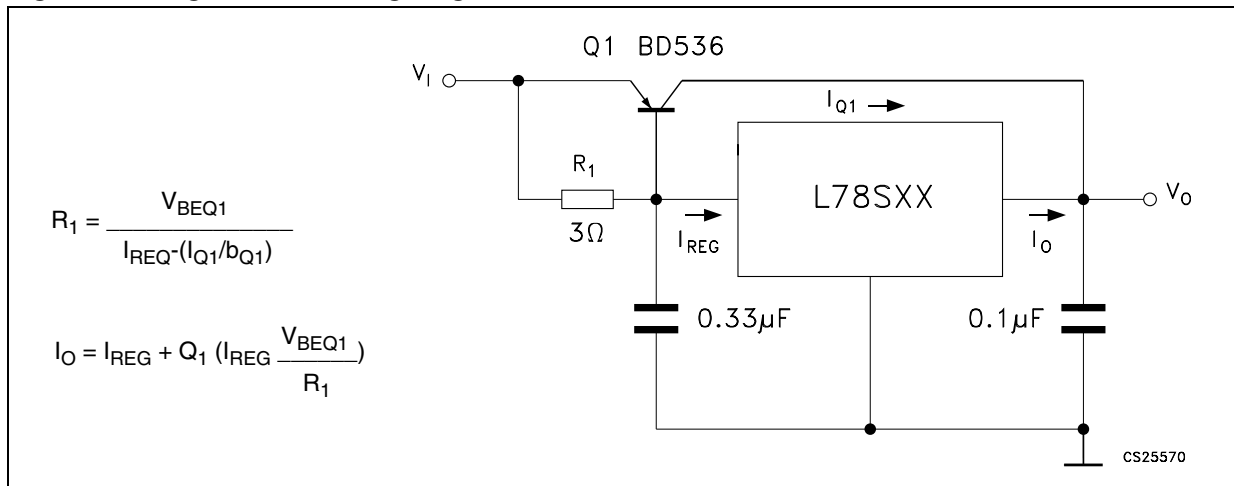 Q1 BD536
V_I
I_Q1
R_1
3Ω
I_REG
L78SXX
I_O
V_O
0.33µF
0.1µF
R_1 = V_BEQ1
I_REQ-(I_Q1/b_Q1)
I_O = I_REG + Q_1 (I_REG V_BEQ1
R_1 )
CS25570